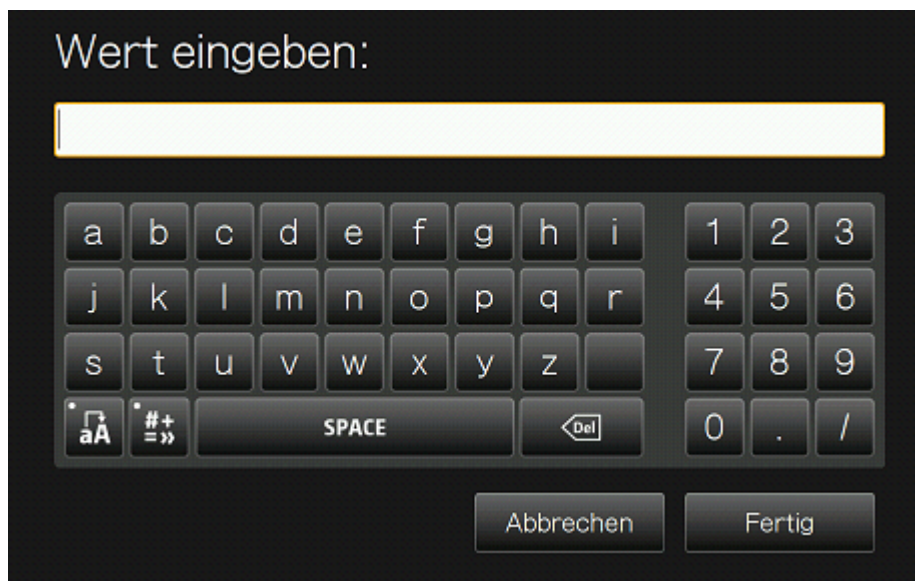 Wert eingeben:
a b c d e f g h i 1 2 3
j k l m n o p q r 4 5 6
s t u v w x y z 7 8 9
aA #+=» SPACE Del 0 . /
Abbrechen Fertig